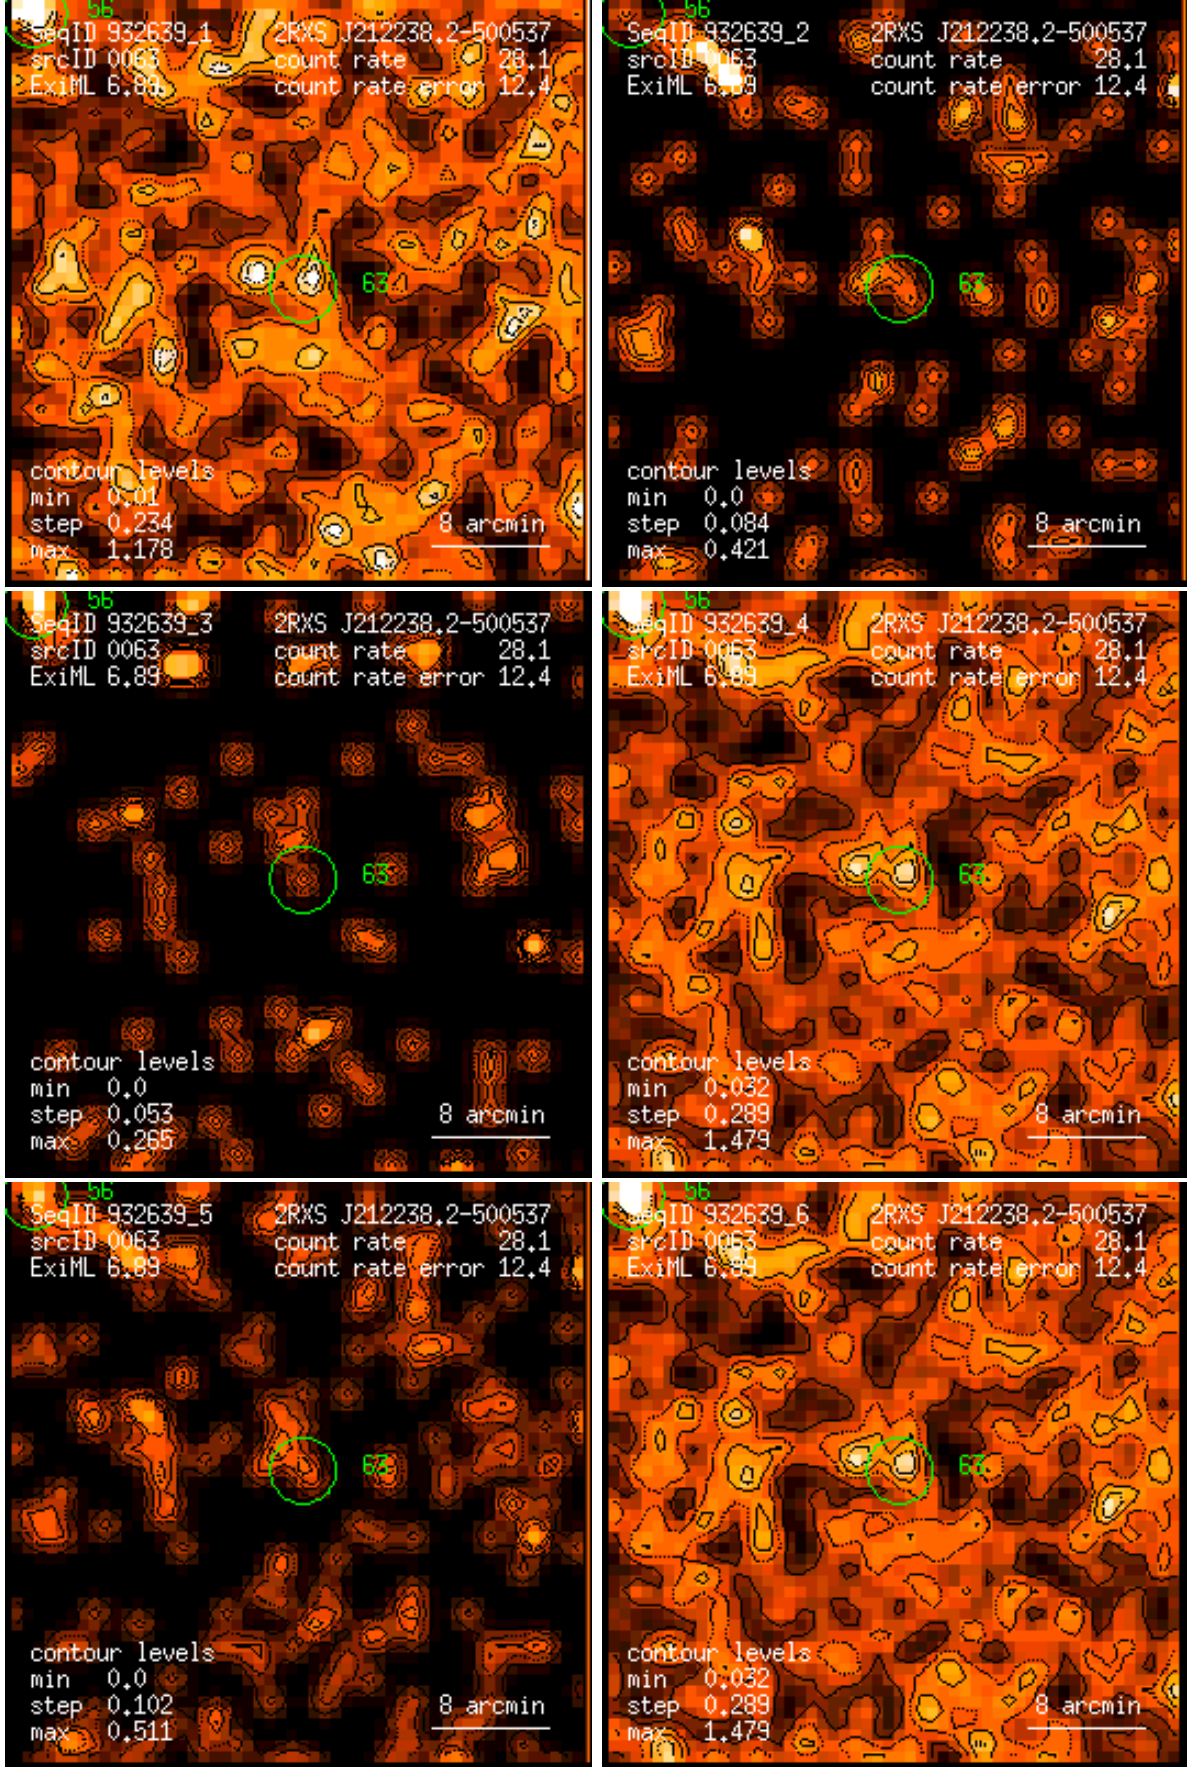 56
SeqID 932639_1 2RXS J212238.2-500537
srcID 0063 count rate 28.1
ExiML 6.89 count rate error 12.4
63
contour levels
min 0.01
step 0.234
max 1.178
8 arcmin
56
SeqID 932639_2 2RXS J212238.2-500537
srcID 0063 count rate 28.1
ExiML 6.89 count rate error 12.4
63
contour levels
min 0.0
step 0.084
max 0.421
8 arcmin
56
SeqID 932639_3 2RXS J212238.2-500537
srcID 0063 count rate 28.1
ExiML 6.89 count rate error 12.4
63
contour levels
min 0.0
step 0.053
max 0.265
8 arcmin
56
SeqID 932639_4 2RXS J212238.2-500537
srcID 0063 count rate 28.1
ExiML 6.89 count rate error 12.4
63
contour levels
min 0.032
step 0.289
max 1.479
8 arcmin
56
SeqID 932639_5 2RXS J212238.2-500537
srcID 0063 count rate 28.1
ExiML 6.89 count rate error 12.4
63
contour levels
min 0.0
step 0.102
max 0.511
8 arcmin
56
SeqID 932639_6 2RXS J212238.2-500537
srcID 0063 count rate 28.1
ExiML 6.89 count rate error 12.4
63
contour levels
min 0.032
step 0.289
max 1.479
8 arcmin